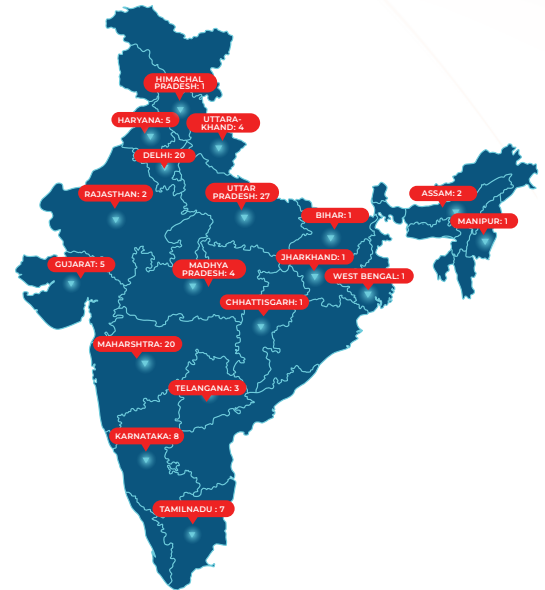 HIMACHAL
PRADESH: 1
HARYANA: 5
UTTARA-
KHAND: 4
DELHI: 20
RAJASTHAN: 2
UTTAR
PRADESH: 27
ASSAM: 2
BIHAR: 1
MANIPUR: 1
GUJARAT: 5
MADHYA
PRADESH: 4
JHARKHAND: 1
WEST BENGAL: 1
CHHATTISGARH: 1
MAHARSHTRA: 20
TELANGANA: 3
KARNATAKA: 8
TAMILNADU : 7